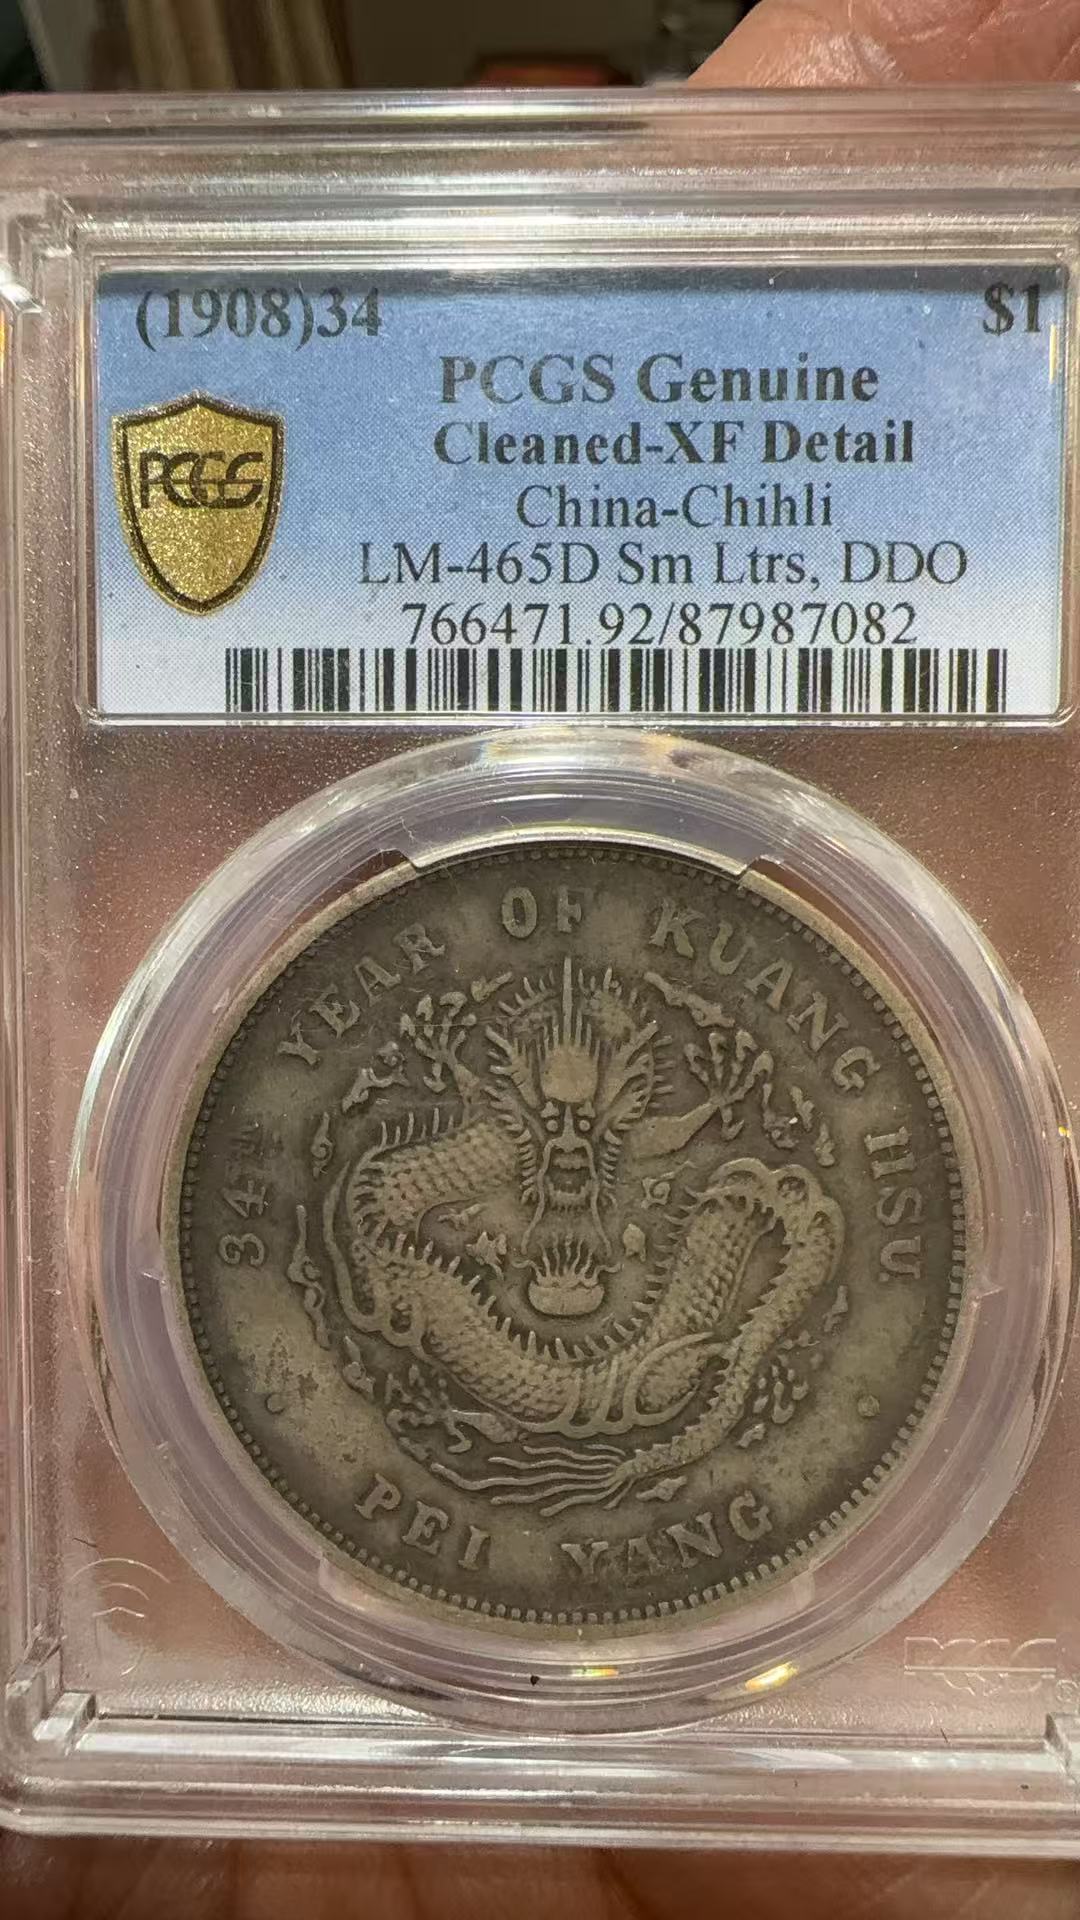 (1908)34 $1
PCGS Genuine
Cleaned-XF Detail
China-Chihli
LM-465D Sm Ltrs, DDO
766471.92/87987082
PCGS
34TH YEAR OF KUANG HSU
PEI YANG
PCGS